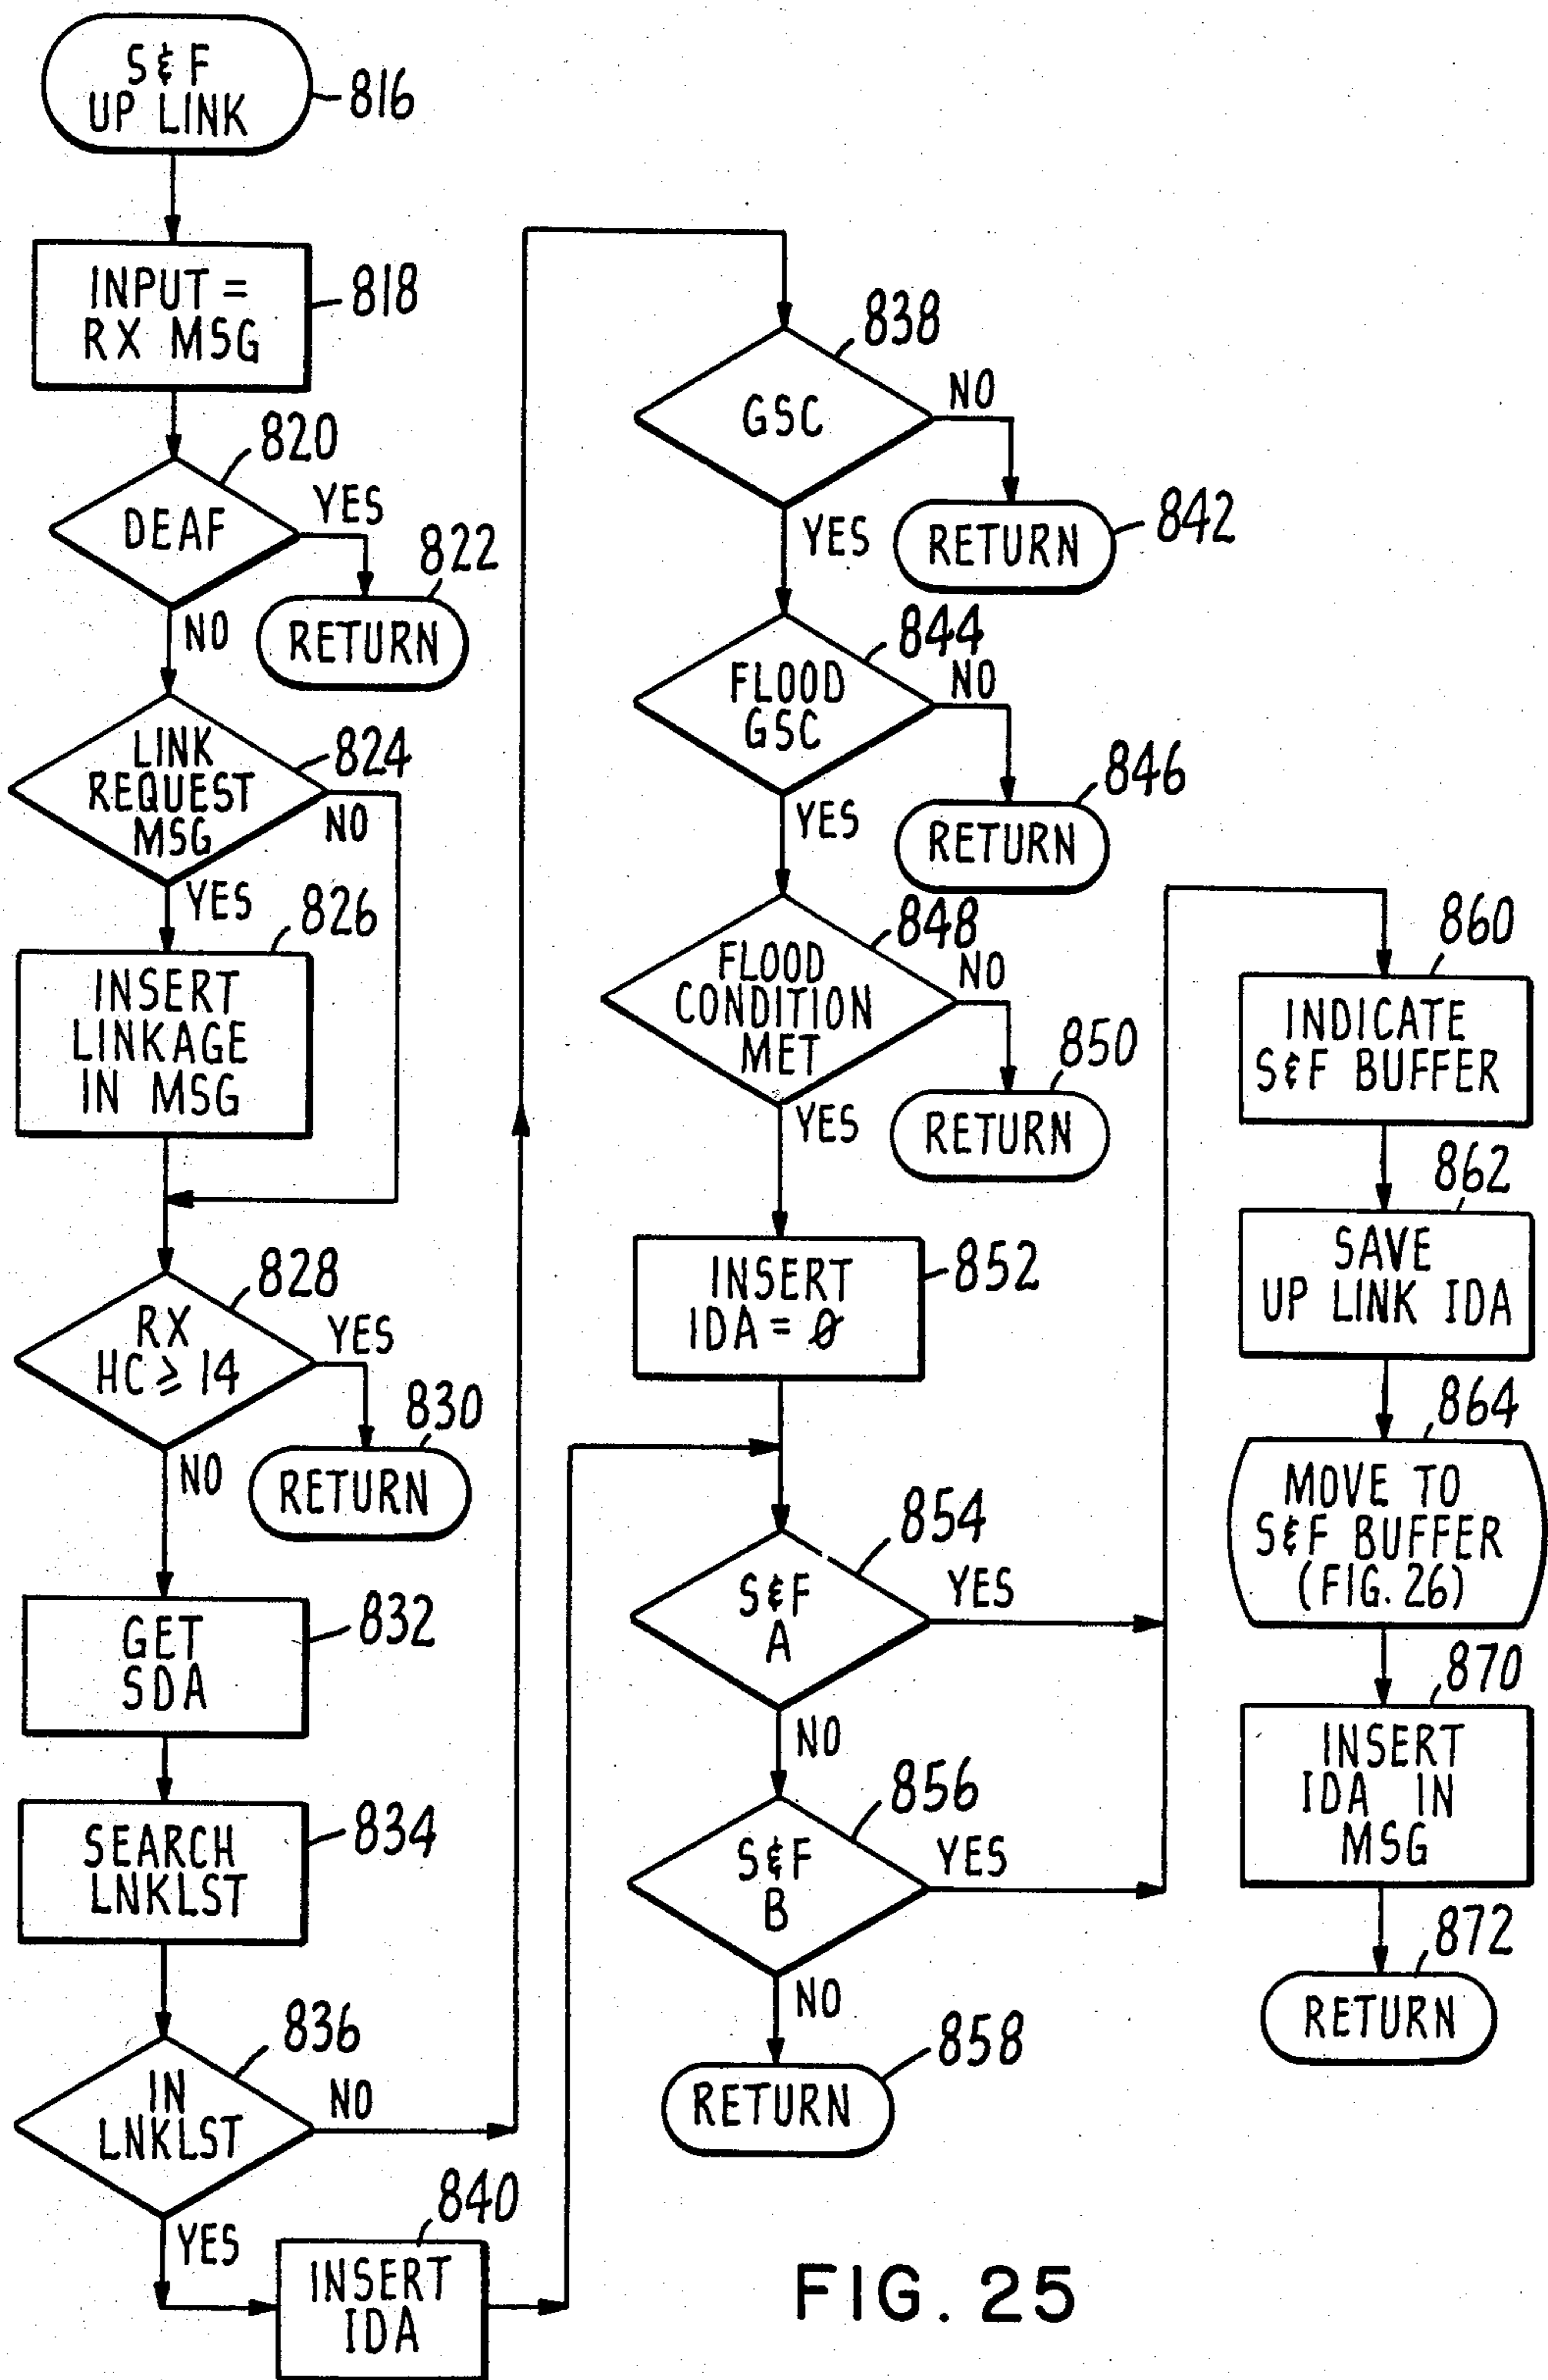 S&F
UP LINK
816
INPUT =
RX MSG
818
DEAF
820
YES
822
RETURN
NO
LINK
REQUEST
MSG
824
NO
YES
826
INSERT
LINKAGE
IN MSG
828
RX
HC ≥ 14
YES
830
RETURN
NO
GET
SDA
832
SEARCH
LNKLST
834
836
IN
LNKLST
NO
YES
840
INSERT
IDA
838
GSC
NO
842
RETURN
YES
844
FLOOD
GSC
NO
846
RETURN
YES
848
FLOOD
CONDITION
MET
NO
850
RETURN
YES
INSERT
IDA = Ø
852
854
S&F
A
YES
NO
856
S&F
B
YES
NO
858
RETURN
860
INDICATE
S&F BUFFER
862
SAVE
UP LINK IDA
864
MOVE TO
S&F BUFFER
(FIG. 26)
870
INSERT
IDA IN
MSG
872
RETURN
FIG. 25